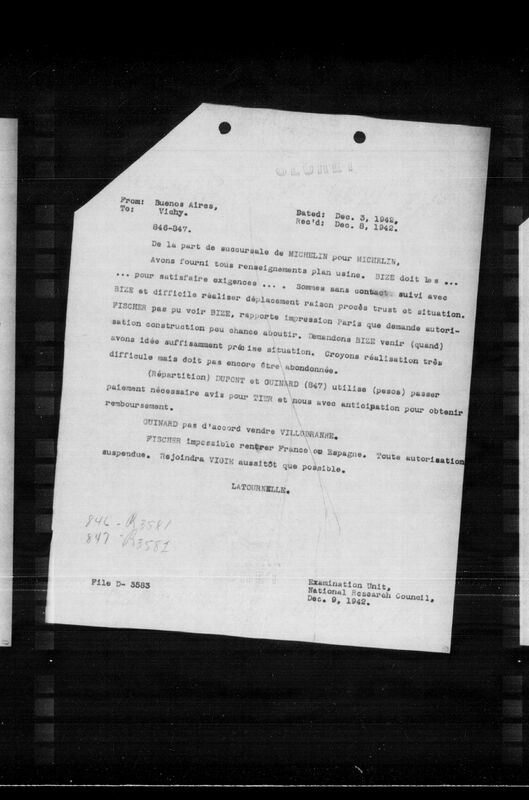 SECRET
From: Buenos Aires,
To: Vichy.
Dated: Dec. 3, 1942.
Rec'd: Dec. 8, 1942.
846-847.
De la part de succursale de MICHELIN pour MICHELIN,
Avons fourni tous renseignements plan usine. BIZE doit les ...
... pour satisfaire exigences ... . Sommes sans contact suivi avec
BIZE et difficile réaliser déplacement raison procès trust et situation.
FISCHER pas pu voir BIZE, rapporte impression Paris que demande autori-
sation construction peu chance aboutir. Demandons BIZE venir (quand)
avons idée suffisamment précise situation. Croyons réalisation très
difficile mais doit pas encore être abandonnée.
(Répartition) DUPONT et GUINARD (847) utilise (pesos) passer
paiement nécessaire avis pour TIER et nous avec anticipation pour obtenir
remboursement.
GUINARD pas d'accord vendre
FISCHER impossible rentrer France ou Espagne. Toute autorisation
suspendue. Rejoindra VIGIE aussitôt que possible.
LATOURNELLE.
846 - R3581
847 - R3581
File D- 3583
Examination Unit,
National Research Council,
Dec. 9, 1942.